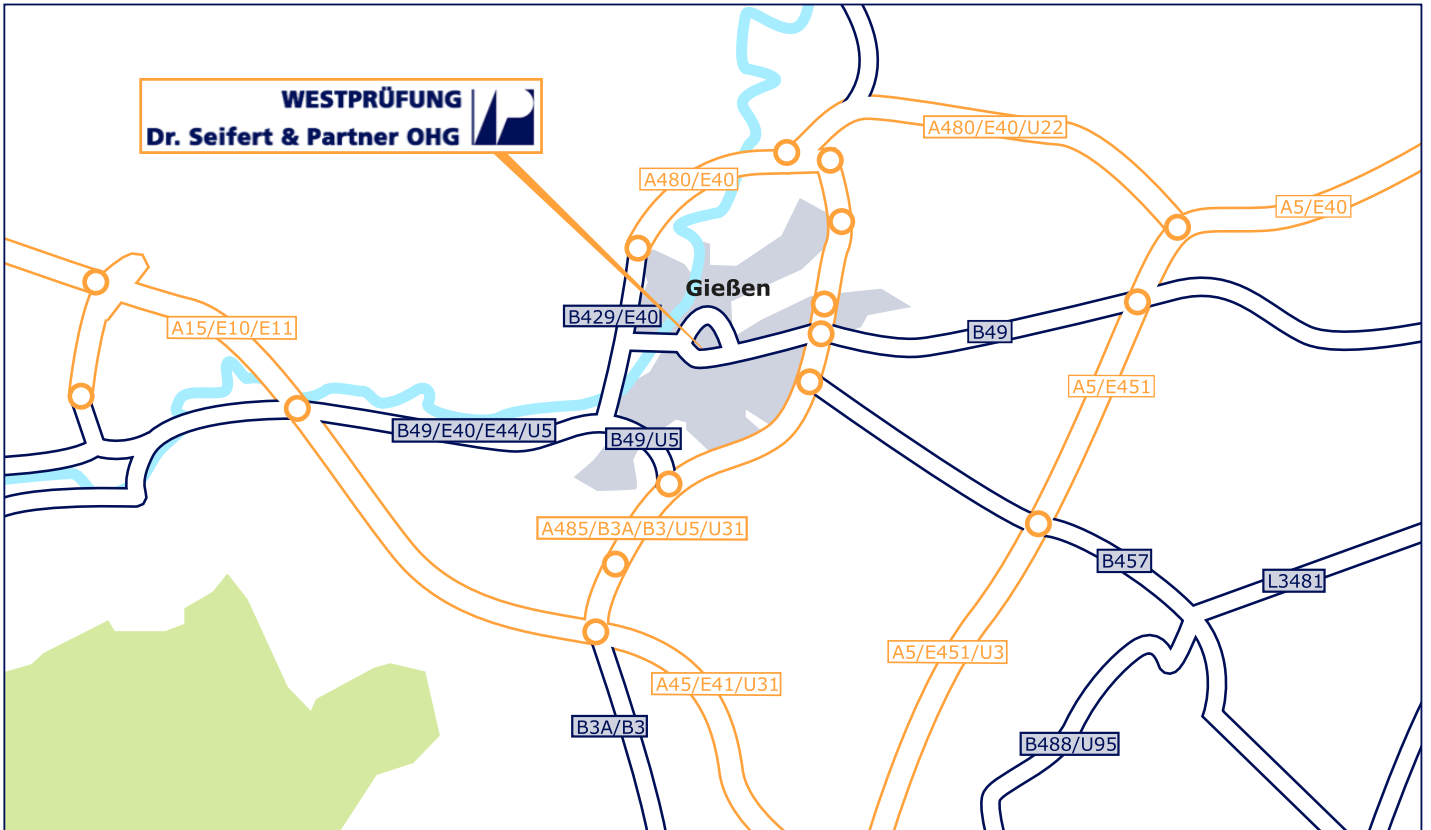 WESTPRÜFUNG
Dr. Seifert & Partner OHG
A480/E40/U22
A480/E40
A5/E40
Gießen
B429/E40
A15/E10/E11
B49
A5/E451
B49/E40/E44/U5
B49/U5
A485/B3A/B3/U5/U31
B457
L3481
A5/E451/U3
A45/E41/U31
B3A/B3
B488/U95